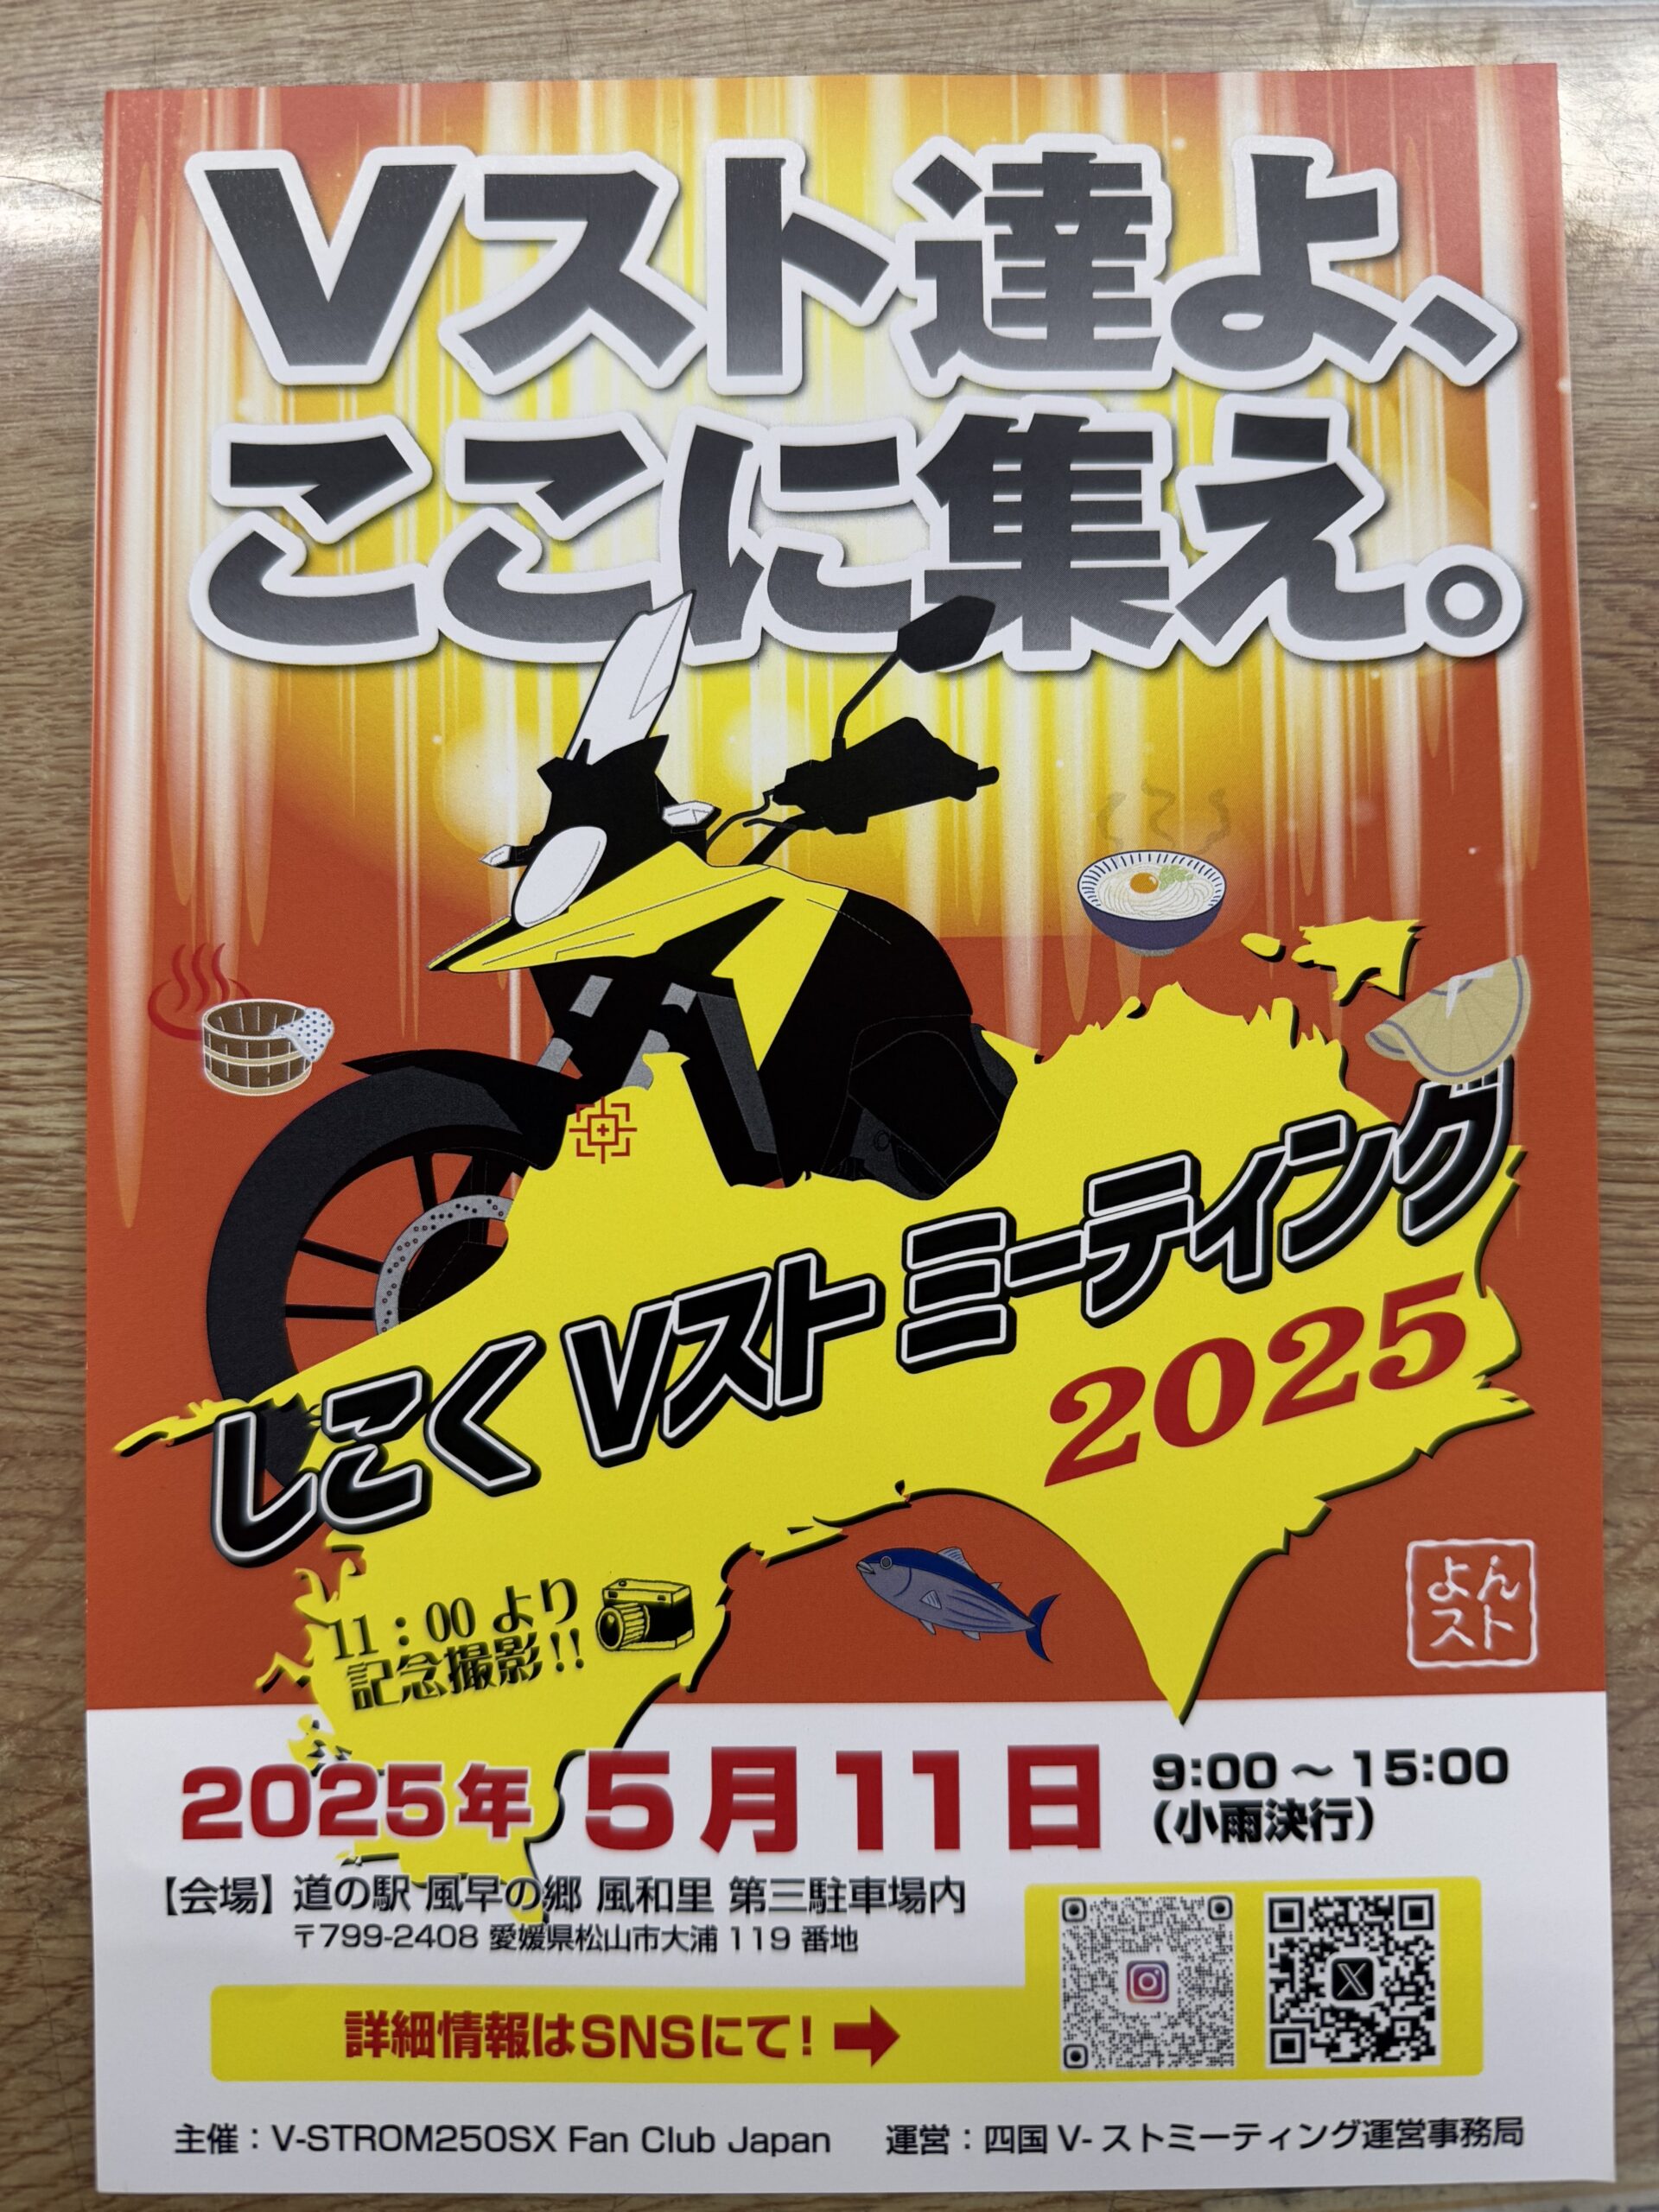 Vスト達よ、
ここに集え。
しこくVストミーティング
2025
11：00より
記念撮影!!
よん
スト
2025年5月11日
9:00～15:00
（小雨決行）
【会場】道の駅 風早の郷 風和里 第三駐車場内
〒799-2408 愛媛県松山市大浦 119 番地
詳細情報はSNSにて!
主催：V-STROM250SX Fan Club Japan
運営：四国 V- ストミーティング運営事務局